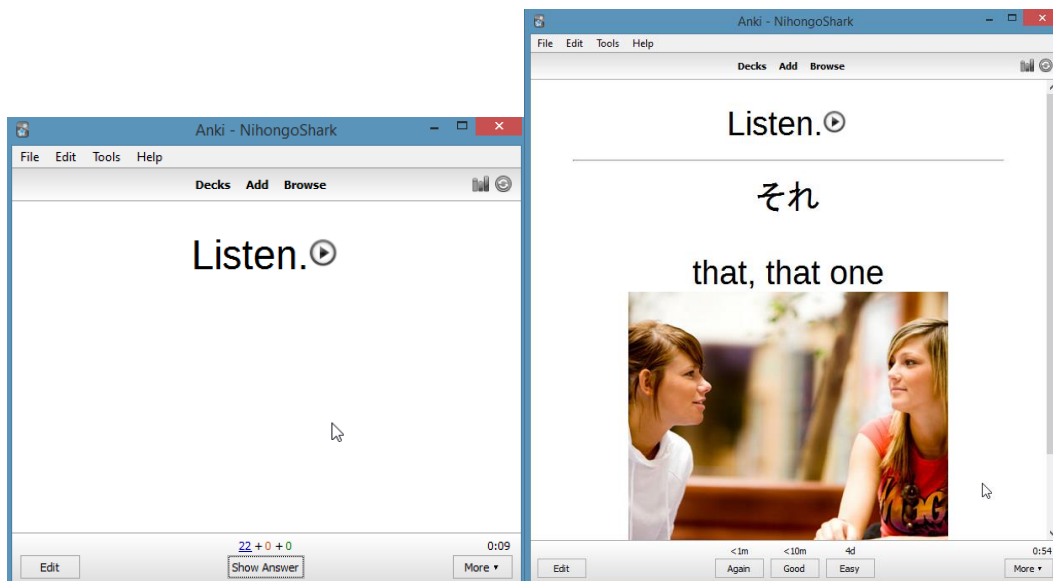 Anki - NihongoShark
File Edit Tools Help
Decks Add Browse
Listen.
22 + 0 + 0
0:09
Edit
Show Answer
More
Anki - NihongoShark
File Edit Tools Help
Decks Add Browse
Listen.
それ
that, that one
<1m <10m 4d
0:54
Edit
Again Good Easy
More